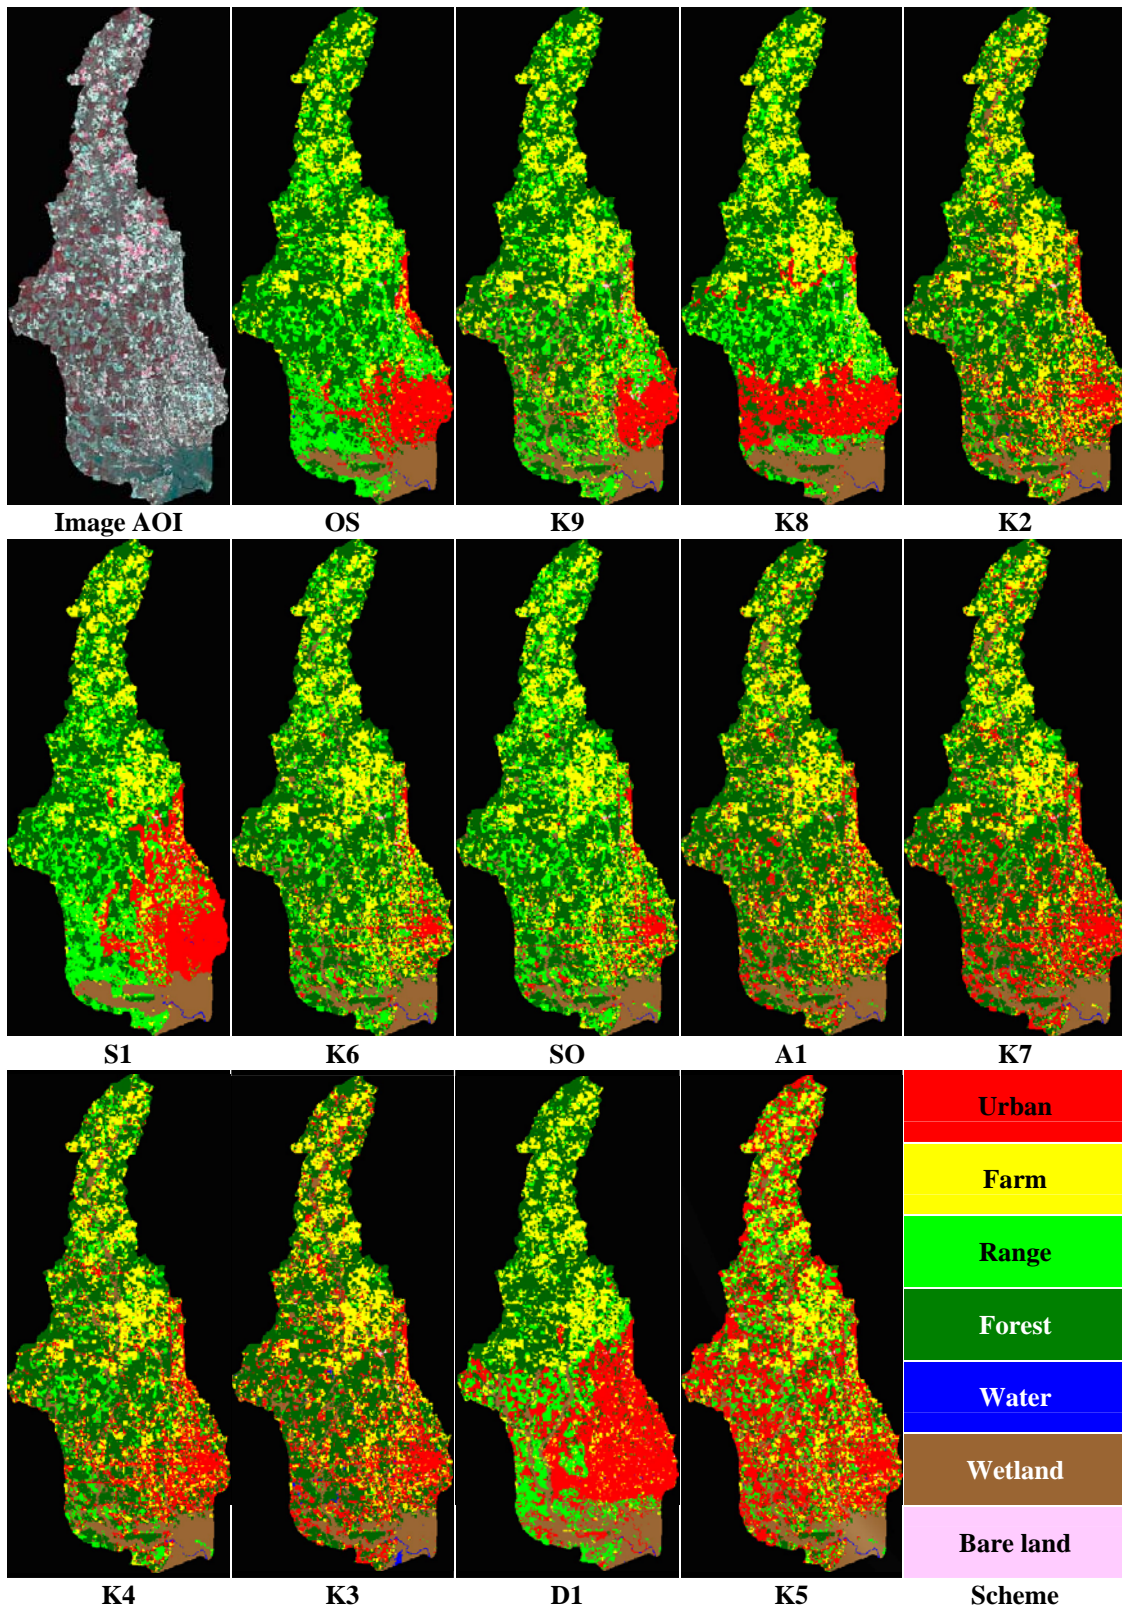 Image AOI
OS
K9
K8
K2
S1
K6
SO
A1
K7
Urban
Farm
Range
Forest
Water
Wetland
Bare land
K4
K3
D1
K5
Scheme